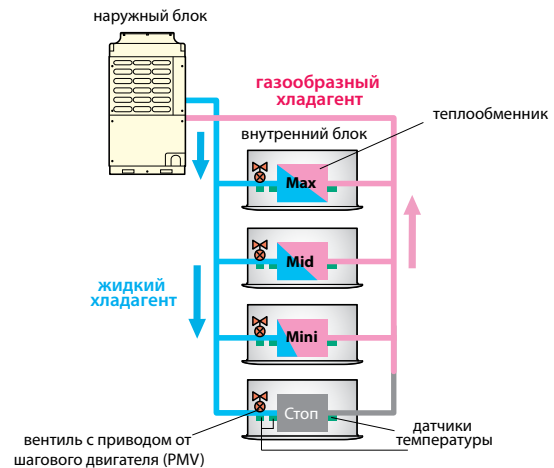 наружный блок
газообразный
хладагент
теплообменник
внутренний блок
Max
Mid
жидкий
хладагент
Mini
Стоп
вентиль с приводом от
шагового двигателя (PMV)
датчики
температуры